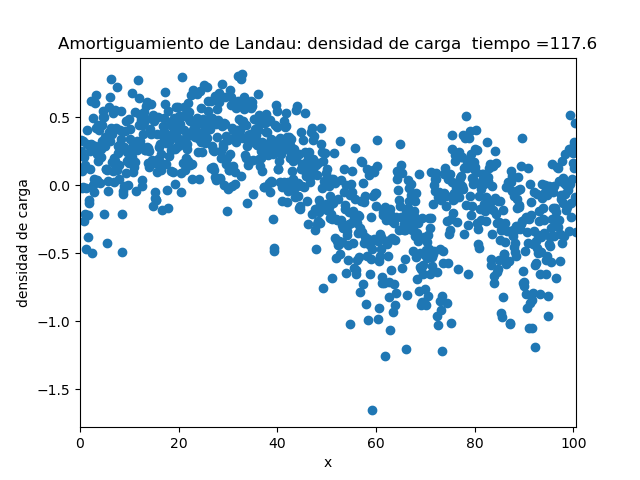 Amortiguamiento de Landau: densidad de carga  tiempo =117.6
densidad de carga
0.5
0.0
−0.5
−1.0
−1.5
0 20 40 60 80 100
x